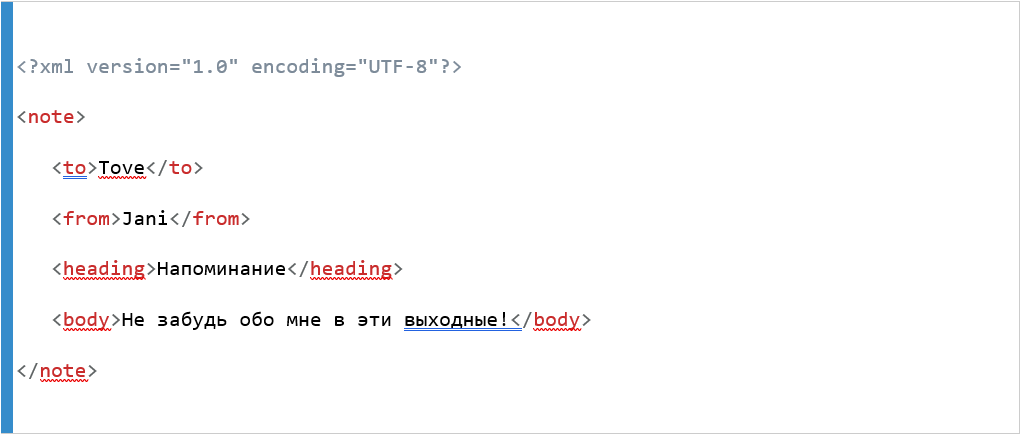 <?xml version="1.0" encoding="UTF-8"?>
<note>
<to>Tove</to>
<from>Jani</from>
<heading>Напоминание</heading>
<body>Не забудь обо мне в эти выходные!</body>
</note>